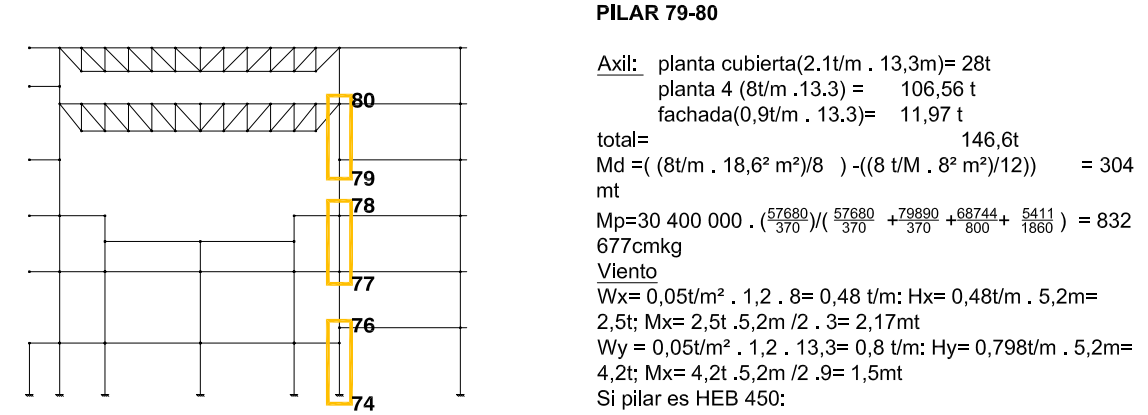 80
79
78
77
76
74
PILAR 79-80
Axil: planta cubierta(2.1t/m . 13,3m)= 28t
planta 4 (8t/m .13.3) = 106,56 t
fachada(0,9t/m . 13.3)= 11,97 t
total= 146,6t
Md =( (8t/m . 18,6² m²)/8 ) -((8 t/M . 8² m²)/12)) = 304
mt
Mp=30 400 000 . (57680/370)/( 57680/370 +79890/370 +68744/800+ 5411/1860 ) = 832
677cmkg
Viento
Wx= 0,05t/m² . 1,2 . 8= 0,48 t/m: Hx= 0,48t/m . 5,2m=
2,5t; Mx= 2,5t .5,2m /2 . 3= 2,17mt
Wy = 0,05t/m² . 1,2 . 13,3= 0,8 t/m: Hy= 0,798t/m . 5,2m=
4,2t; Mx= 4,2t .5,2m /2 .9= 1,5mt
Si pilar es HEB 450: